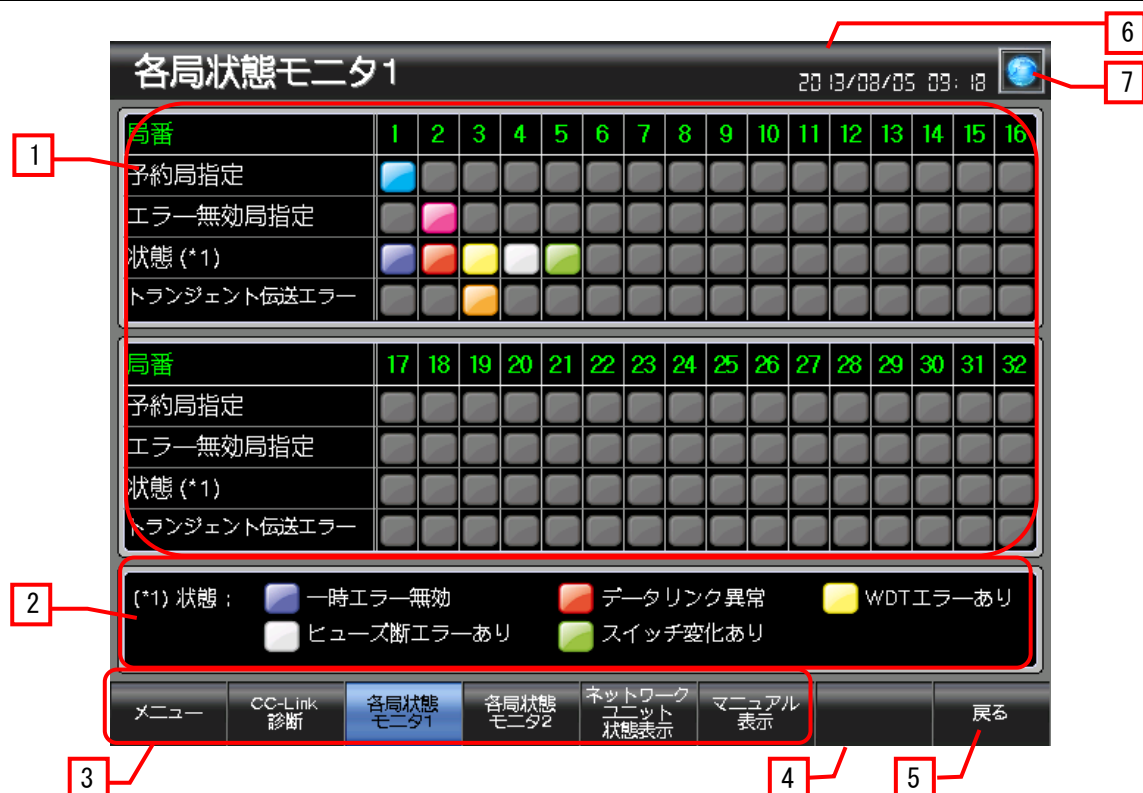 6
各局状態モニタ1
2013/08/05 09:18
7
1
局番 1 2 3 4 5 6 7 8 9 10 11 12 13 14 15 16
予約局指定
エラー無効局指定
状態 (*1)
トランジェント伝送エラー
局番 17 18 19 20 21 22 23 24 25 26 27 28 29 30 31 32
予約局指定
エラー無効局指定
状態 (*1)
トランジェント伝送エラー
2
(*1) 状態 : 一時エラー無効 データリンク異常 WDTエラーあり
ヒューズ断エラーあり スイッチ変化あり
メニュー
CC-Link
診断
各局状態
モニタ1
各局状態
モニタ2
ネットワーク
ユニット
状態表示
マニュアル
表示
戻る
3
4
5